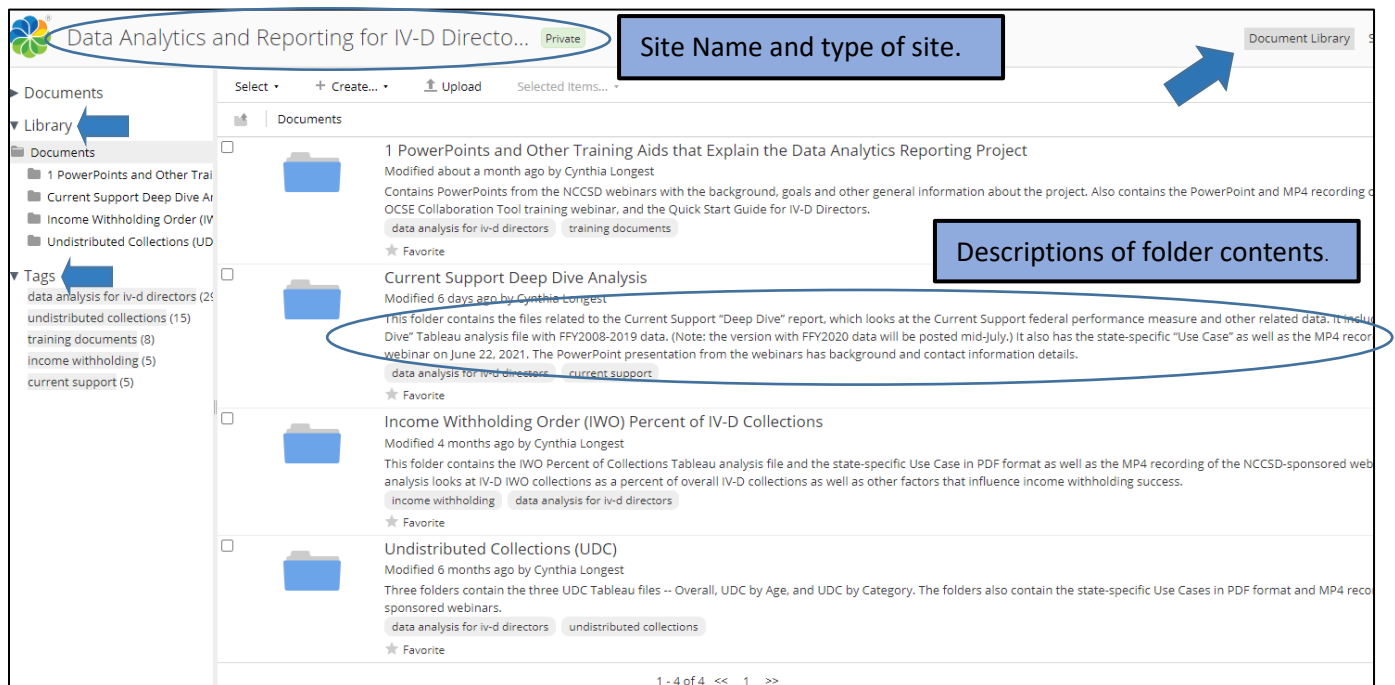 Data Analytics and Reporting for IV-D Directo... Private
Site Name and type of site.
Document Library
▶ Documents
▼ Library
Documents
1 PowerPoints and Other Trai
Current Support Deep Dive Ar
Income Withholding Order (IW
Undistributed Collections (UD
▼ Tags
data analysis for iv-d directors (29
undistributed collections (15)
training documents (8)
income withholding (5)
current support (5)
Select + Create... Upload Selected Items...
Documents
1 PowerPoints and Other Training Aids that Explain the Data Analytics Reporting Project
Modified about a month ago by Cynthia Longest
Contains PowerPoints from the NCCSD webinars with the background, goals and other general information about the project. Also contains the PowerPoint and MP4 recording
OCSE Collaboration Tool training webinar, and the Quick Start Guide for IV-D Directors.
data analysis for iv-d directors training documents
Favorite
Descriptions of folder contents.
Current Support Deep Dive Analysis
Modified 6 days ago by Cynthia Longest
This folder contains the files related to the Current Support “Deep Dive” report, which looks at the Current Support federal performance measure and other related data. It includ
Dive” Tableau analysis file with FFY2008-2019 data. (Note: the version with FFY2020 data will be posted mid-July.) It also has the state-specific “Use Case” as well as the MP4 recor
webinar on June 22, 2021. The PowerPoint presentation from the webinars has background and contact information details.
data analysis for iv-d directors current support
Favorite
Income Withholding Order (IWO) Percent of IV-D Collections
Modified 4 months ago by Cynthia Longest
This folder contains the IWO Percent of Collections Tableau analysis file and the state-specific Use Case in PDF format as well as the MP4 recording of the NCCSD-sponsored web
analysis looks at IV-D IWO collections as a percent of overall IV-D collections as well as other factors that influence income withholding success.
income withholding data analysis for iv-d directors
Favorite
Undistributed Collections (UDC)
Modified 6 months ago by Cynthia Longest
Three folders contain the three UDC Tableau files -- Overall, UDC by Age, and UDC by Category. The folders also contain the state-specific Use Cases in PDF format and MP4 reco
sponsored webinars.
data analysis for iv-d directors undistributed collections
Favorite
1 - 4 of 4 << 1 >>